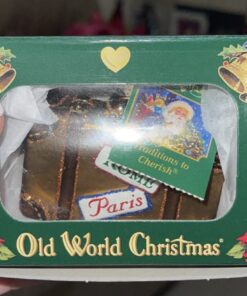 Traditions to
Cherish®
ROME
Paris
Old World Christmas®